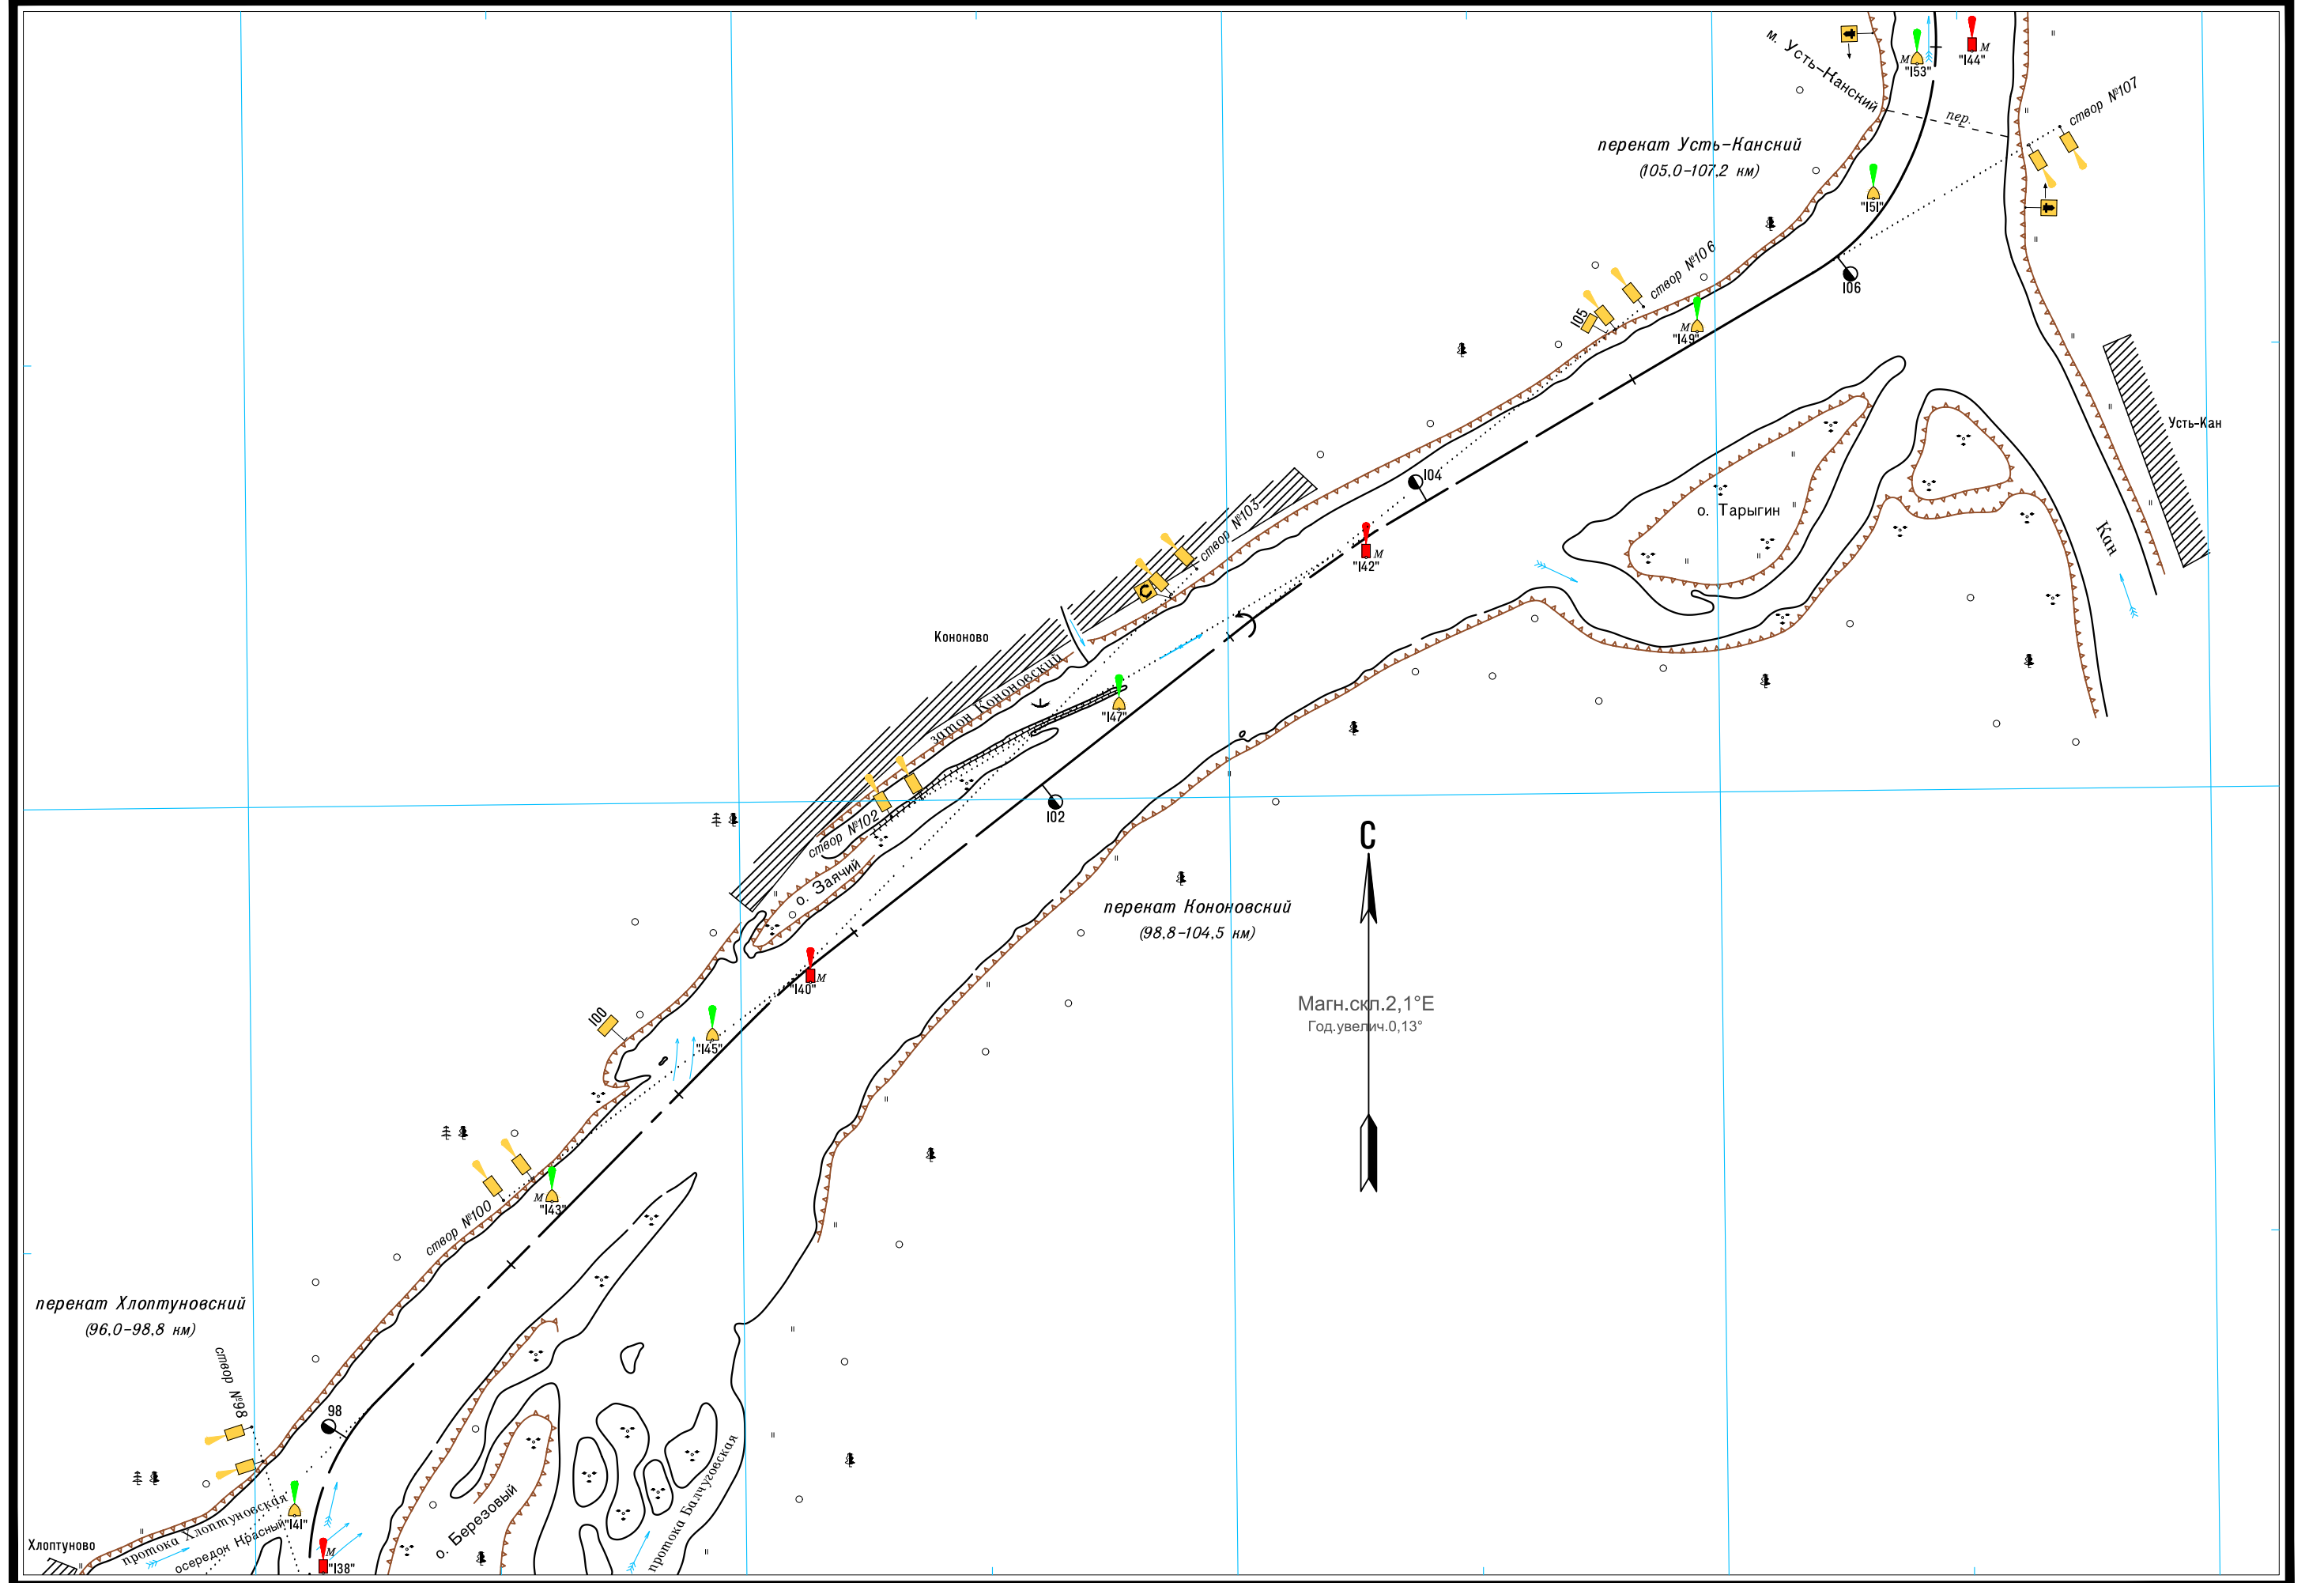 м. Усть-Канский
М
"153"
"144"
М
пер.
створ №107
перекат Усть-Канский
(105,0-107,2 км)
"151"
створ №106
105
М
"149"
106
Усть-Кан
104
о. Тарыгин
створ №103
"142"
М
Кан
Кононово
затон Кононовский
"147"
створ №102
102
С
о. Заячий
перекат Кононовский
(98,8-104,5 км)
"140"
М
Магн.скл.2,1°E
Год.увелич.0,13°
100
"145"
М
"143"
створ №100
перекат Хлоптуновский
(96,0-98,8 км)
створ №98
98
протока Хлоптуновская
осередок Красный
"141"
о. Березовый
протока Балчуговская
Хлоптуново
М
"138"